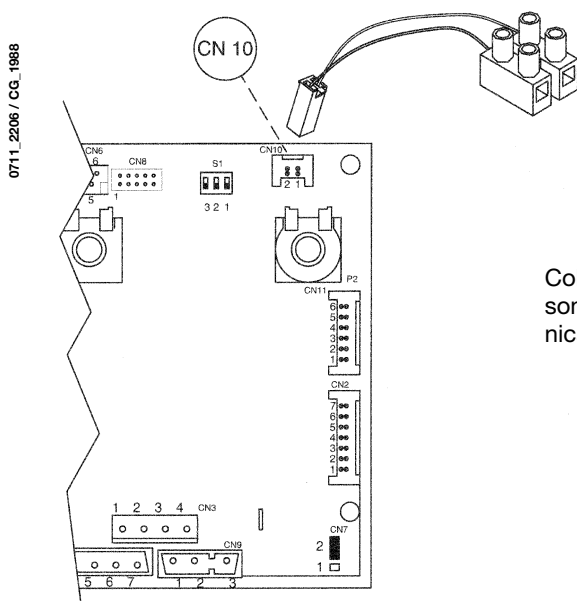 0711_2206 / CG_1988
CN 10
CN6
6
5
CN8
1
S1
3 2 1
CN10
2 1
P2
CN11
6
5
4
3
2
1
CN2
7
6
5
4
3
2
1
Co
son
nic
1 2 3 4
CN3
CN7
2
1
5 6 7
CN9
1 2 3